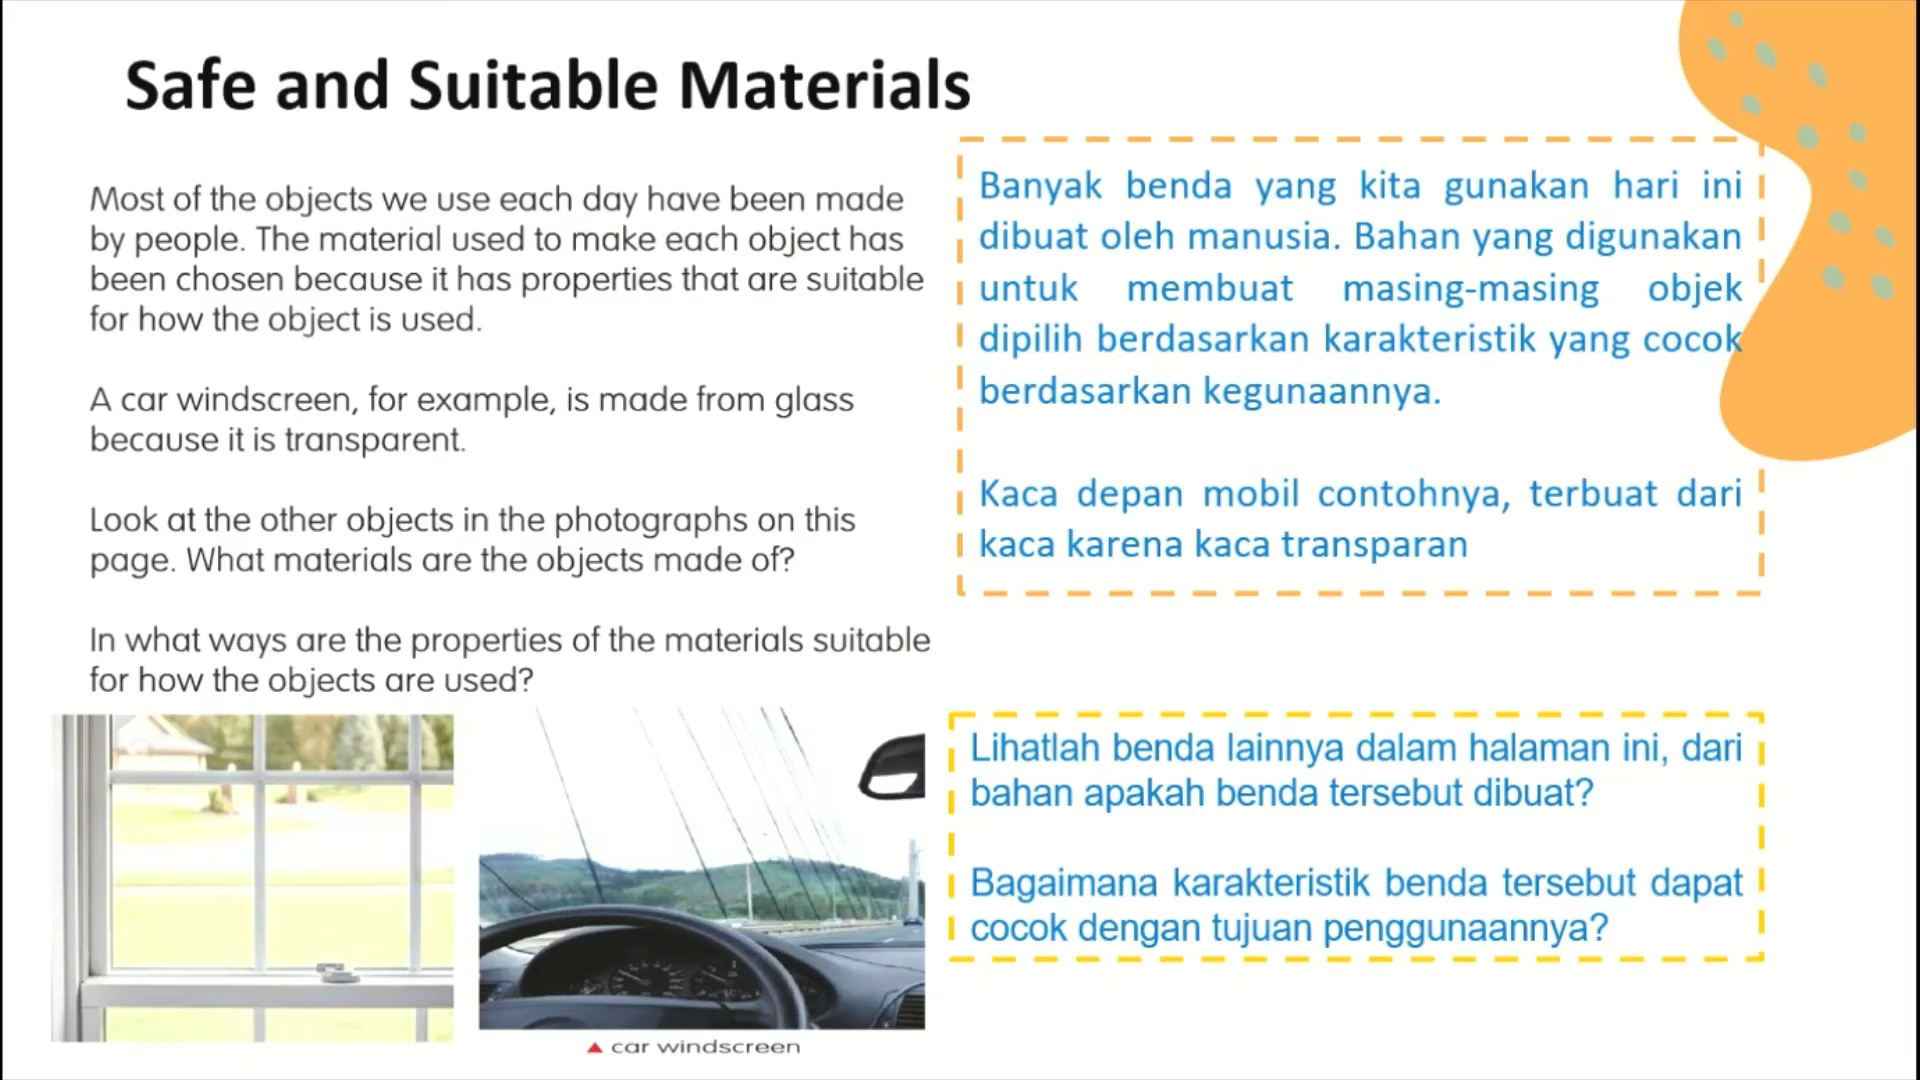 Safe and Suitable Materials
Most of the objects we use each day have been made
by people. The material used to make each object has
been chosen because it has properties that are suitable
for how the object is used.
A car windscreen, for example, is made from glass
because it is transparent.
Look at the other objects in the photographs on this
page. What materials are the objects made of?
In what ways are the properties of the materials suitable
for how the objects are used?
▲ car windscreen
Banyak benda yang kita gunakan hari ini
dibuat oleh manusia. Bahan yang digunakan
untuk membuat masing-masing objek
dipilih berdasarkan karakteristik yang cocok
berdasarkan kegunaannya.
Kaca depan mobil contohnya, terbuat dari
kaca karena kaca transparan
Lihatlah benda lainnya dalam halaman ini, dari
bahan apakah benda tersebut dibuat?
Bagaimana karakteristik benda tersebut dapat
cocok dengan tujuan penggunaannya?